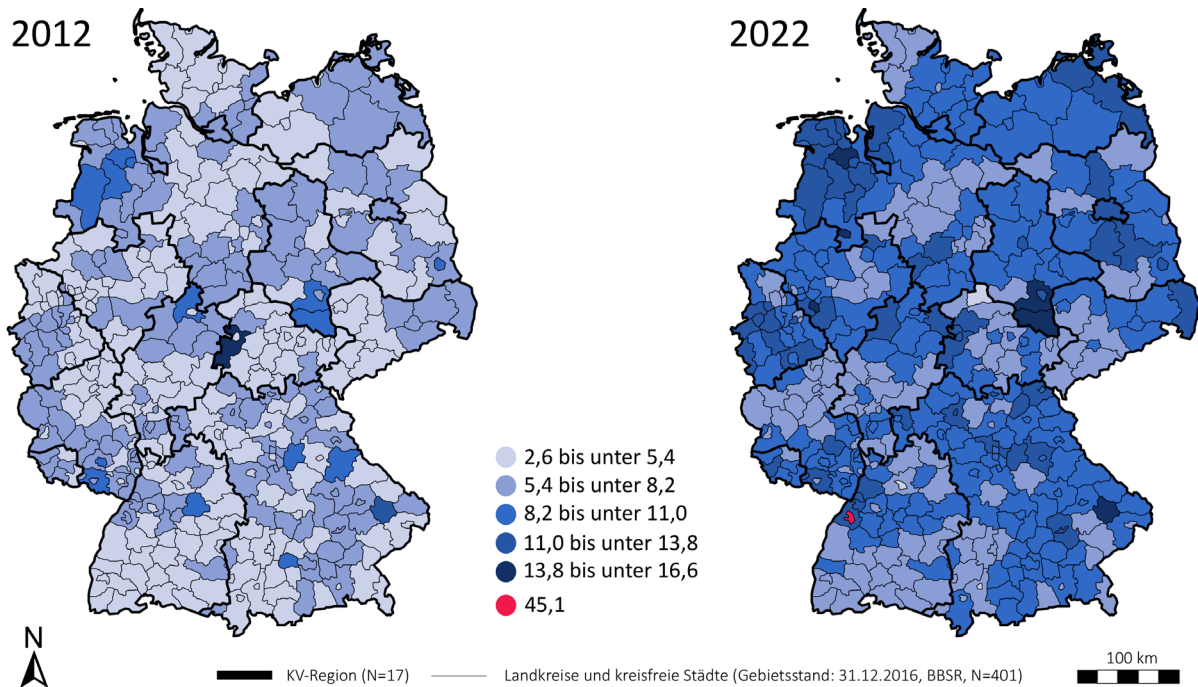 2012
2022
2,6 bis unter 5,4
5,4 bis unter 8,2
8,2 bis unter 11,0
11,0 bis unter 13,8
13,8 bis unter 16,6
45,1
N
KV-Region (N=17)
Landkreise und kreisfreie Städte (Gebietsstand: 31.12.2016, BBSR, N=401)
100 km